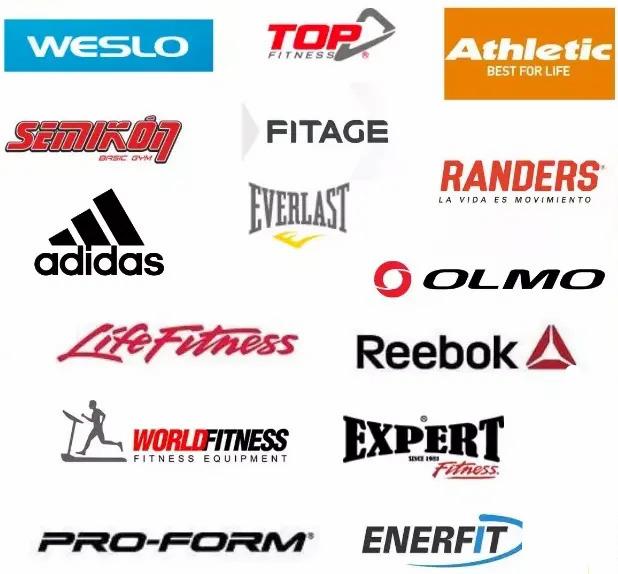 WESLO
TOP
FITNESS®
Athletic
BEST FOR LIFE
SEMIKON
BASIC GYM
FITAGE
RANDERS®
LA VIDA ES MOVIMIENTO
EVERLAST
adidas
OLMO
LifeFitness
Reebok
WORLDFITNESS
FITNESS EQUIPMENT
EXPERT®
SINCE 1983
Fitness.
PRO-FORM®
ENERFIT